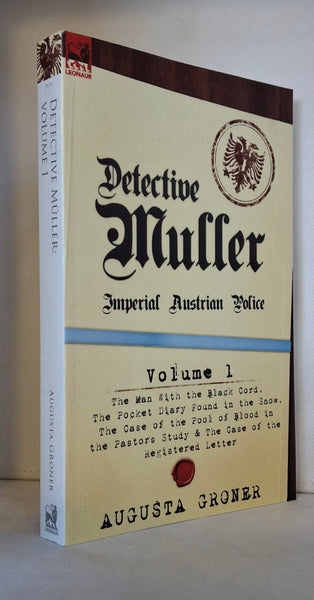 LEONAUR
DETECTIVE MÜLLER:
VOLUME 1
AUGUSTA GRONER
Detective
Muller
Imperial Austrian Police
Volume 1
The Man With the Black Cord,
The Pocket Diary Found in the Snow,
The Case of the Pool of Blood in
the Pastors Study & The Case of the
Registered Letter
AUGUSTA GRONER